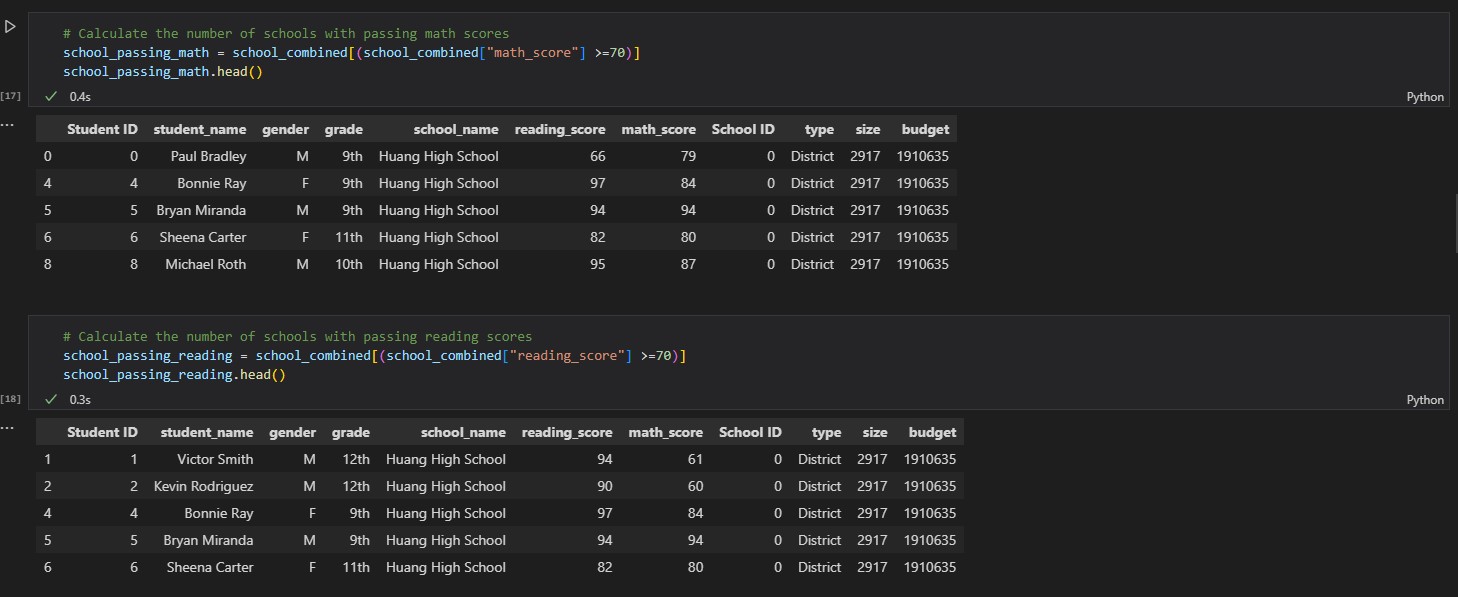 # Calculate the number of schools with passing math scores
school_passing_math = school_combined[(school_combined["math_score"] >=70)]
school_passing_math.head()
[17] 0.4s Python
... Student ID student_name gender grade school_name reading_score math_score School ID type size budget
0 0 Paul Bradley M 9th Huang High School 66 79 0 District 2917 1910635
4 4 Bonnie Ray F 9th Huang High School 97 84 0 District 2917 1910635
5 5 Bryan Miranda M 9th Huang High School 94 94 0 District 2917 1910635
6 6 Sheena Carter F 11th Huang High School 82 80 0 District 2917 1910635
8 8 Michael Roth M 10th Huang High School 95 87 0 District 2917 1910635
# Calculate the number of schools with passing reading scores
school_passing_reading = school_combined[(school_combined["reading_score"] >=70)]
school_passing_reading.head()
[18] 0.3s Python
... Student ID student_name gender grade school_name reading_score math_score School ID type size budget
1 1 Victor Smith M 12th Huang High School 94 61 0 District 2917 1910635
2 2 Kevin Rodriguez M 12th Huang High School 90 60 0 District 2917 1910635
4 4 Bonnie Ray F 9th Huang High School 97 84 0 District 2917 1910635
5 5 Bryan Miranda M 9th Huang High School 94 94 0 District 2917 1910635
6 6 Sheena Carter F 11th Huang High School 82 80 0 District 2917 1910635